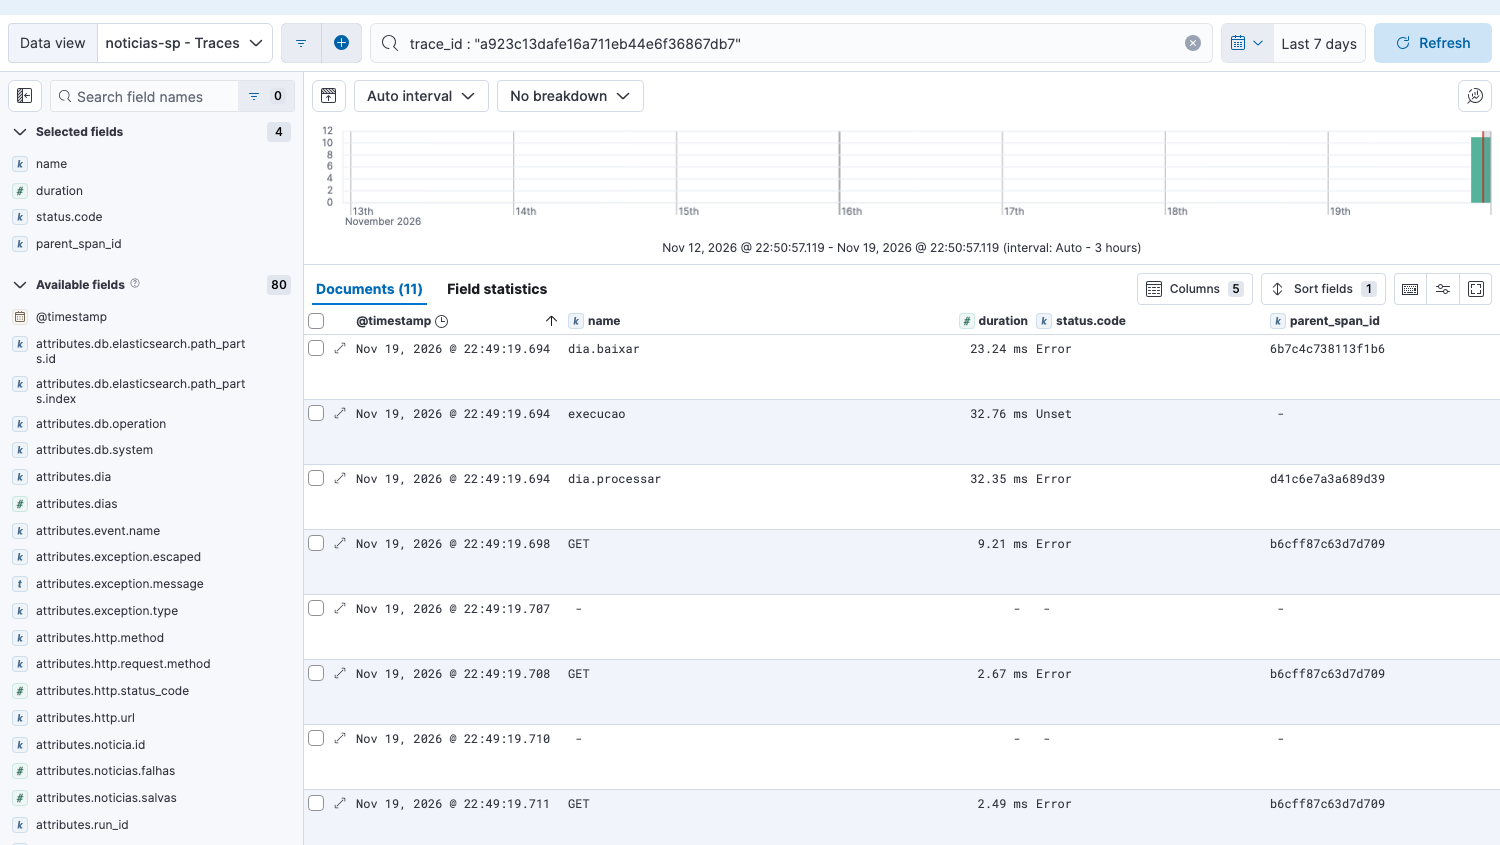 Data view
noticias-sp - Traces
trace_id : "a923c13dafe16a711eb44e6f36867db7"
Last 7 days
Refresh
Search field names
0
Auto interval
No breakdown
Selected fields
4
name
duration
status.code
parent_span_id
Available fields
80
@timestamp
attributes.db.elasticsearch.path_part
s.id
attributes.db.elasticsearch.path_part
s.index
attributes.db.operation
attributes.db.system
attributes.dia
attributes.dias
attributes.event.name
attributes.exception.escaped
attributes.exception.message
attributes.exception.type
attributes.http.method
attributes.http.request.method
attributes.http.status_code
attributes.http.url
attributes.noticia.id
attributes.noticias.falhas
attributes.noticias.salvas
attributes.run_id
12
10
8
6
4
2
0
13th
14th
15th
16th
17th
18th
19th
November 2026
Nov 12, 2026 @ 22:50:57.119 - Nov 19, 2026 @ 22:50:57.119 (interval: Auto - 3 hours)
Documents (11)
Field statistics
Columns 5
Sort fields 1
@timestamp k name # duration k status.code k parent_span_id
Nov 19, 2026 @ 22:49:19.694 dia.baixar 23.24 ms Error 6b7c4c738113f1b6
Nov 19, 2026 @ 22:49:19.694 execucao 32.76 ms Unset -
Nov 19, 2026 @ 22:49:19.694 dia.processar 32.35 ms Error d41c6e7a3a689d39
Nov 19, 2026 @ 22:49:19.698 GET 9.21 ms Error b6cff87c63d7d709
Nov 19, 2026 @ 22:49:19.707 - - - -
Nov 19, 2026 @ 22:49:19.708 GET 2.67 ms Error b6cff87c63d7d709
Nov 19, 2026 @ 22:49:19.710 - - - -
Nov 19, 2026 @ 22:49:19.711 GET 2.49 ms Error b6cff87c63d7d709